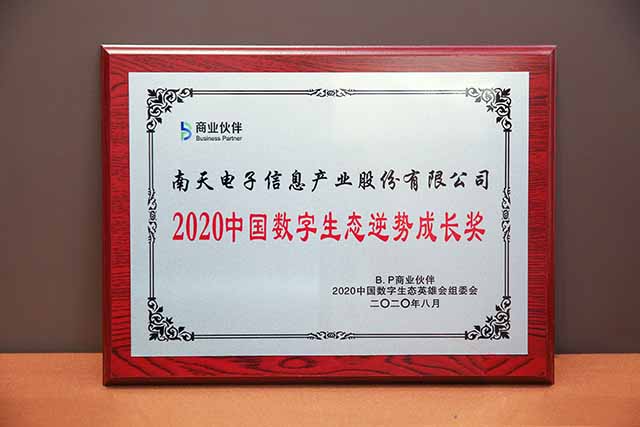 商业伙伴
Business Partner
南天电子信息产业股份有限公司
2020中国数字生态逆势成长奖
B.P商业伙伴
2020中国数字生态英雄会组委会
二〇二〇年八月